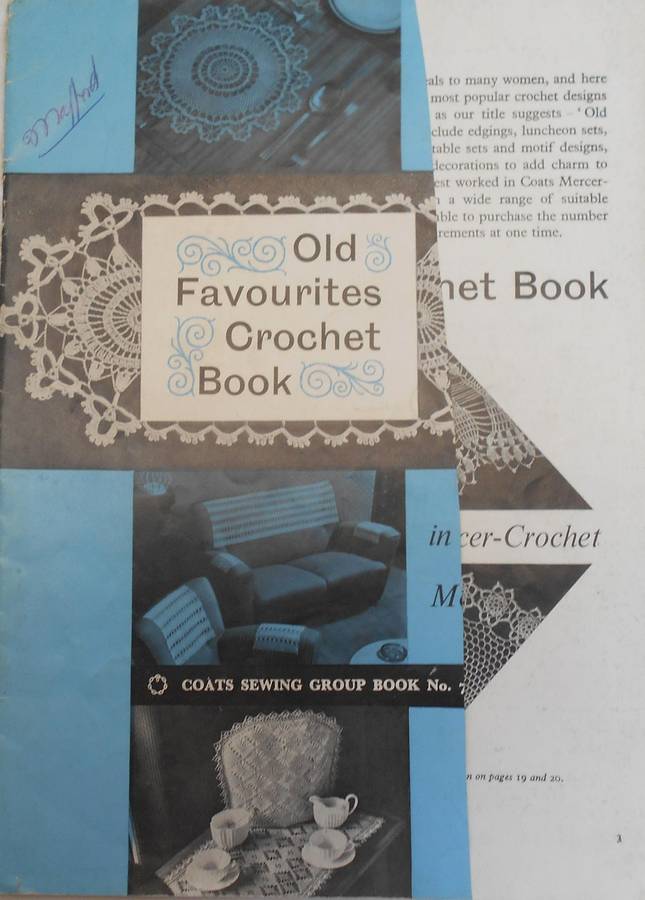 Old
Favourites
Crochet
Book
COATS SEWING GROUP BOOK No. 7
als to many women, and here
most popular crochet designs
as our title suggests – ‘Old
clude edgings, luncheon sets,
table sets and motif designs,
decorations to add charm to
est worked in Coats Mercer-
a wide range of suitable
ble to purchase the number
rements at one time.
het Book
in cer-Crochet
M
n on pages 19 and 20.
3